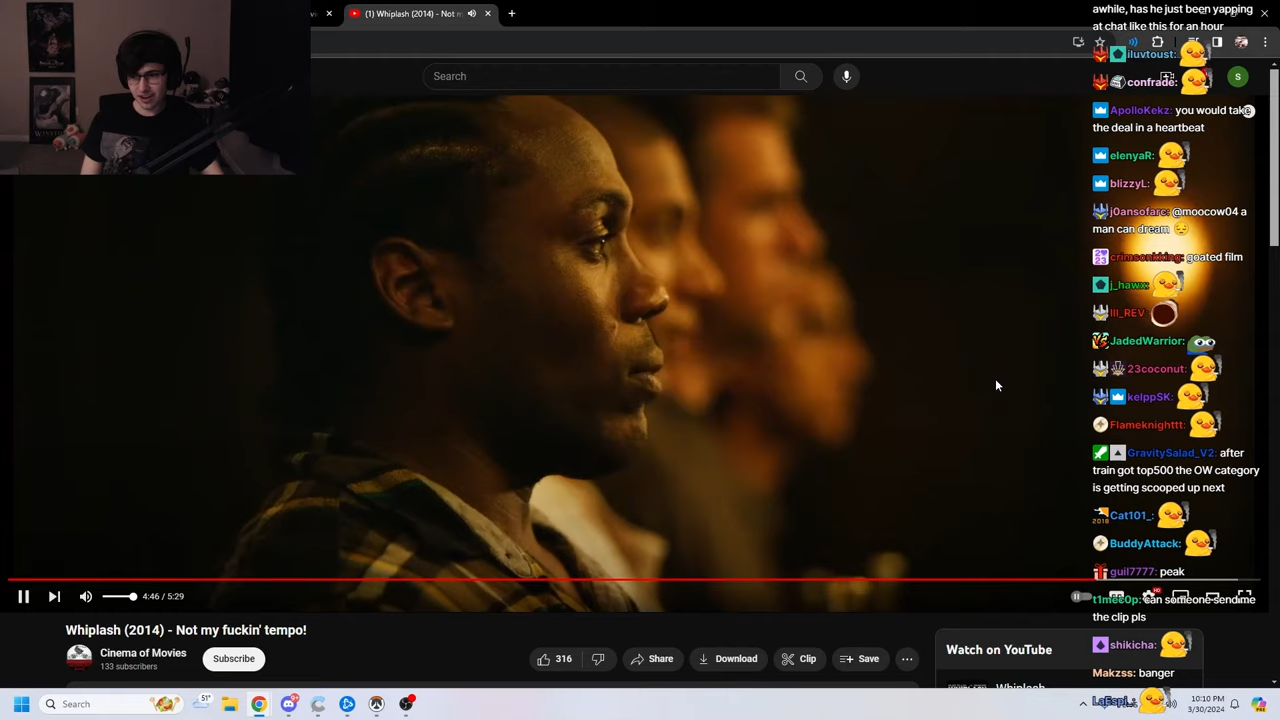 (1) Whiplash (2014) - Not m
Search
S
awhile, has he just been yapping
at chat like this for an hour
iluvtoust:
confrade:
ApolloKekz: you would take
the deal in a heartbeat
elenyaR:
blizzyL:
j0ansofarc: @moocow04 a
man can dream 😔
crimsonkking: goated film
j_hawx:
III_REV
JadedWarrior:
23coconut:
kelppSK:
Flameknighttt:
GravitySalad_V2: after
train got top500 the OW category
is getting scooped up next
Cat101_:
BuddyAttack:
guil7777: peak
t1mec0p: can someone send me
the clip pls
shikicha:
Makzss: banger
LaEspi_:
4:46 / 5:29
Whiplash (2014) - Not my fuckin' tempo!
Cinema of Movies
133 subscribers
Subscribe
316
Share
Download
Clip
Save
Watch on YouTube
Whiplash
51°
Search
10:10 PM
3/30/2024